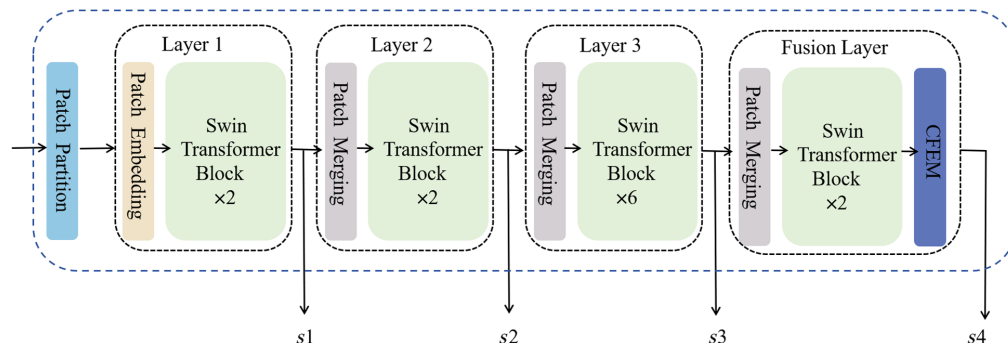 Patch Partition
Layer 1
Patch Embedding
Swin
Transformer
Block
×2
Layer 2
Patch Merging
Swin
Transformer
Block
×2
Layer 3
Patch Merging
Swin
Transformer
Block
×6
Fusion Layer
Patch Merging
Swin
Transformer
Block
×2
CFEM
s1
s2
s3
s4